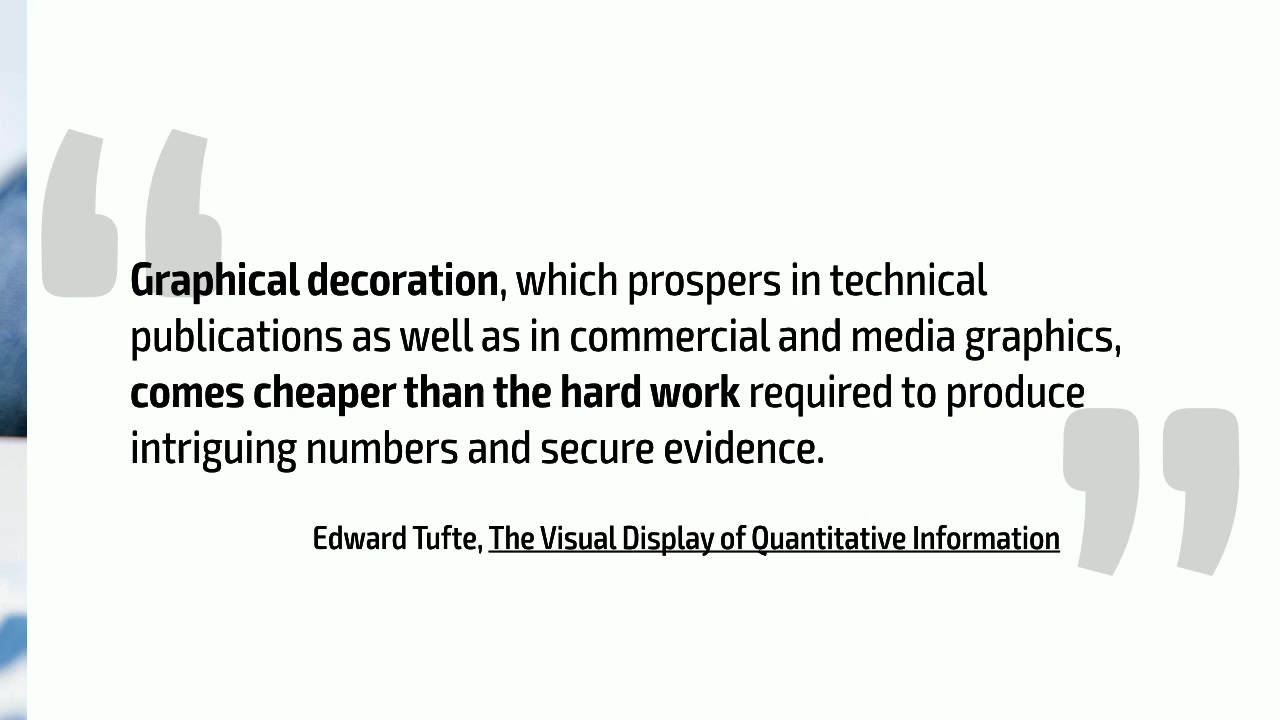 Graphical decoration, which prospers in technical
publications as well as in commercial and media graphics,
comes cheaper than the hard work required to produce
intriguing numbers and secure evidence.
Edward Tufte, The Visual Display of Quantitative Information